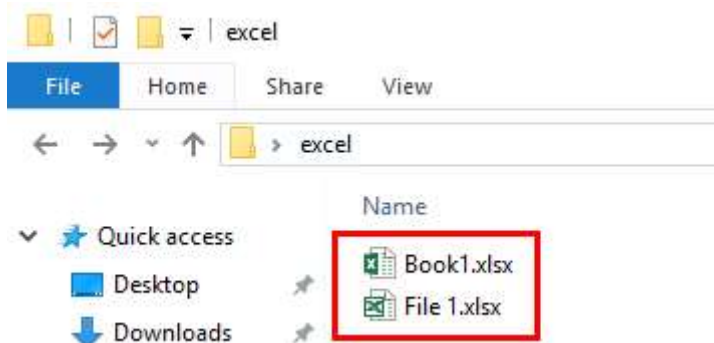 excel
File Home Share View
excel
Name
Quick access
Book1.xlsx
Desktop
File 1.xlsx
Downloads